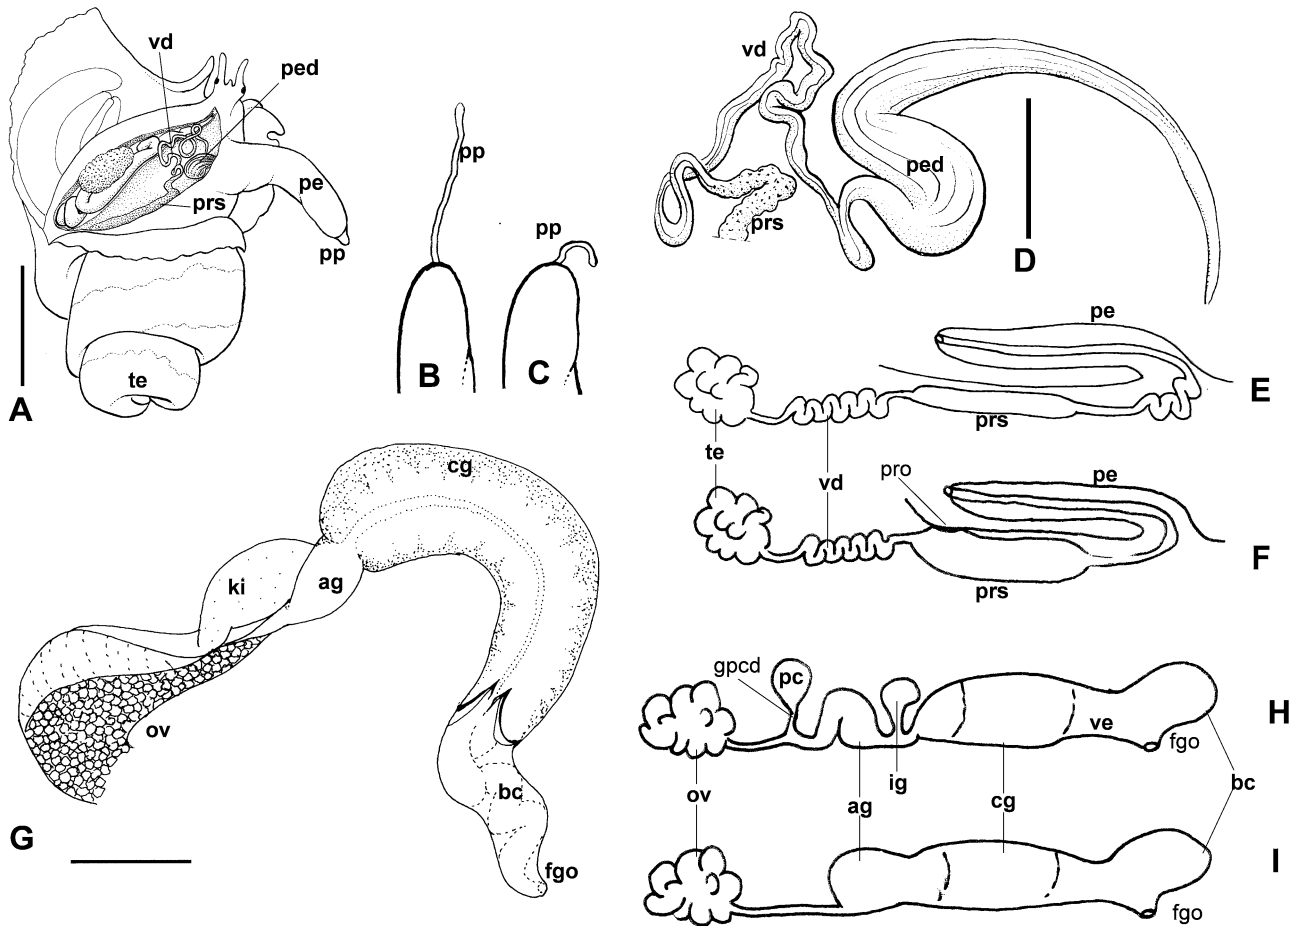 vd
ped
pe
prs
pp
te
A
pp
B
pp
C
vd
ped
prs
D
pe
E
prs
te
vd
pro
pe
F
prs
cg
ki
ag
ov
bc
fgo
G
gpcd
pc
H
ve
fgo
ig
ov
ag
cg
bc
I
fgo